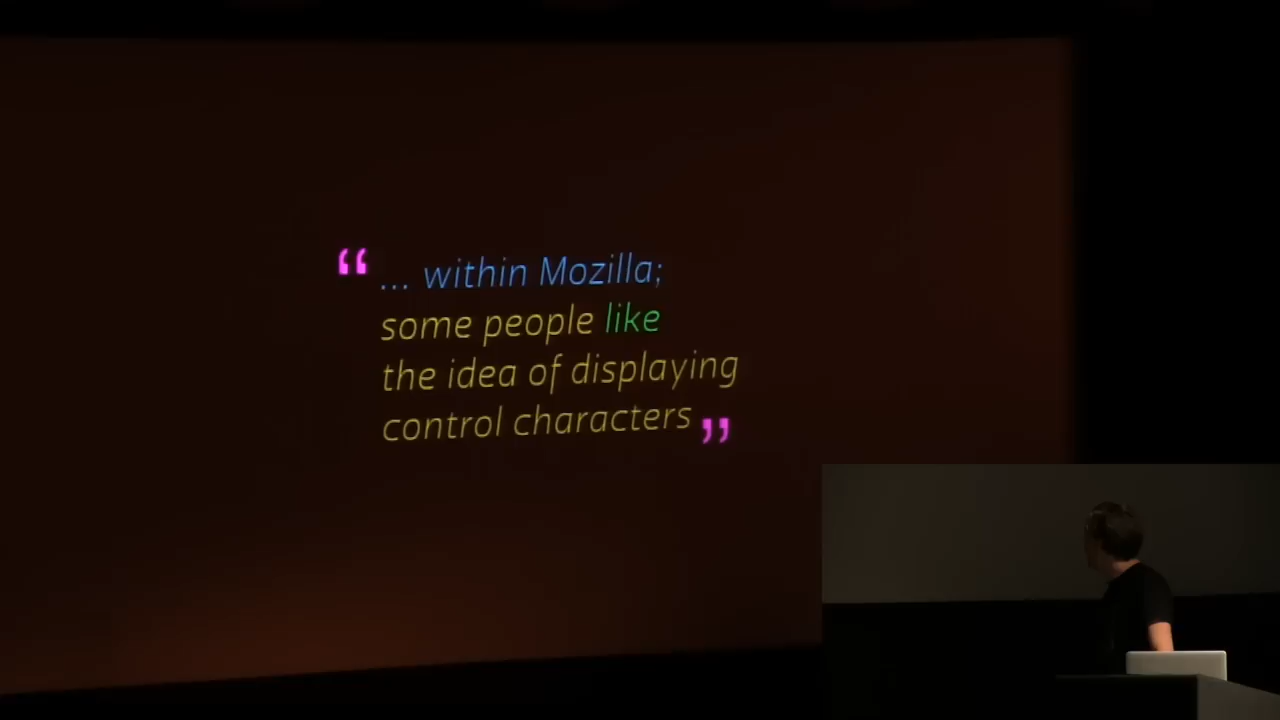 “ ... within Mozilla;
some people like
the idea of displaying
control characters ”